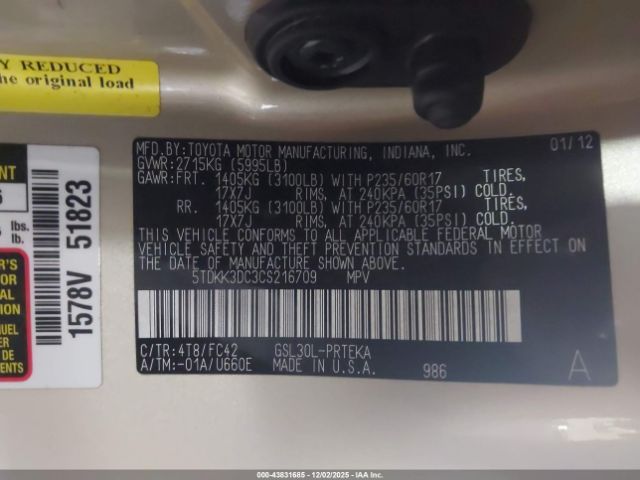 Y REDUCED
he original load
1578V 51823
MFD.BY:TOYOTA MOTOR MANUFACTURING, INDIANA, INC. 01/12
GVWR:2715KG (5995LB)
GAWR:FRT. 1405KG (3100LB) WITH P235/60R17 TIRES,
17X7J RIMS, AT 240KPA (35PSI) COLD.
RR. 1405KG (3100LB) WITH P235/60R17 TIRES,
17X7J RIMS, AT 240KPA (35PSI) COLD.
THIS VEHICLE CONFORMS TO ALL APPLICABLE FEDERAL MOTOR
VEHICLE SAFETY AND THEFT PREVENTION STANDARDS IN EFFECT ON
THE DATE OF MANUFACTURE SHOWN ABOVE.
5TDKK3DC3CS216709 MPV
C/TR:4T8/FC42 GSL30L-PRTEKA
A/TM:-01A/U660E MADE IN U.S.A. 986 A
lbs.
lb.
Manuel
000-43831685 - 12/02/2025 - IAAI.COM